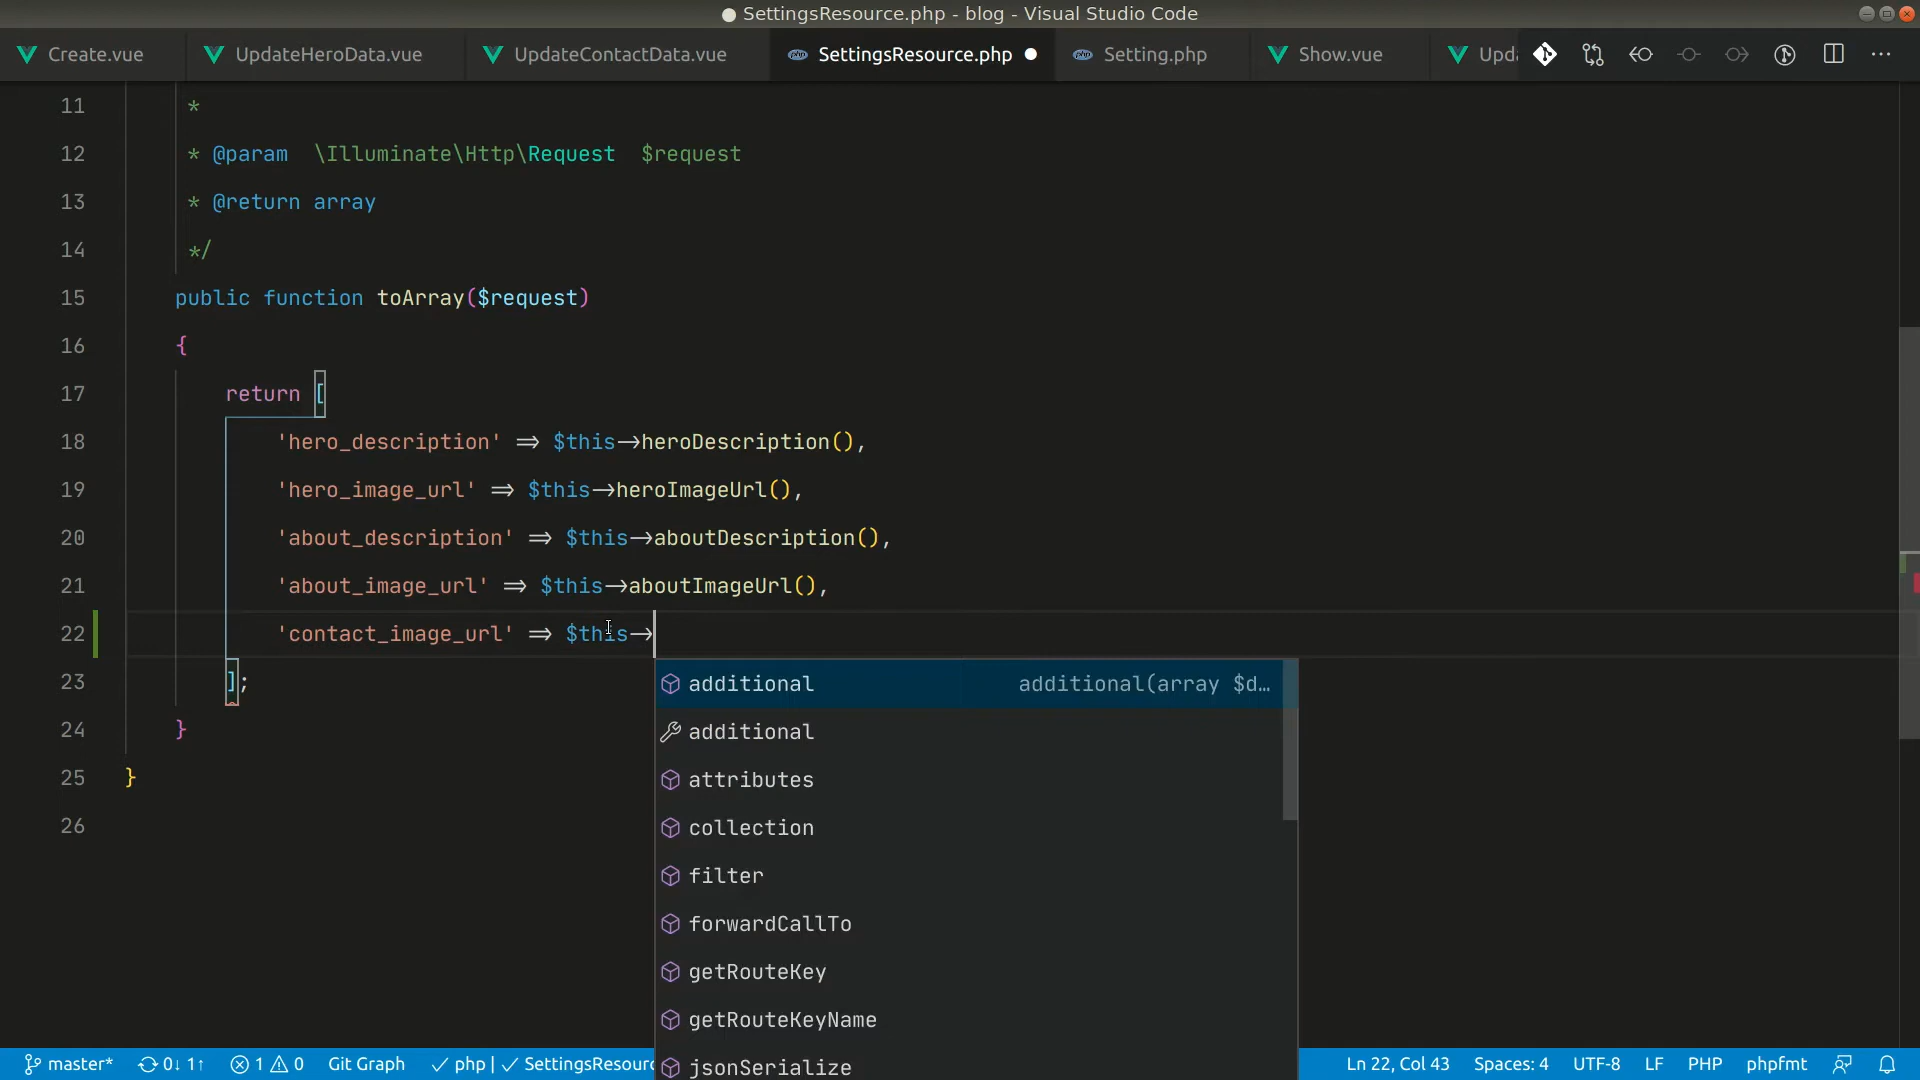 SettingsResource.php - blog - Visual Studio Code
Create.vue UpdateHeroData.vue UpdateContactData.vue SettingsResource.php Setting.php Show.vue Upda
11 *
12 * @param \Illuminate\Http\Request $request
13 * @return array
14 */
15 public function toArray($request)
16 {
17 return [
18 'hero_description' => $this->heroDescription(),
19 'hero_image_url' => $this->heroImageUrl(),
20 'about_description' => $this->aboutDescription(),
21 'about_image_url' => $this->aboutImageUrl(),
22 'contact_image_url' => $this->
23 ];
24 }
25 }
26
additional additional(array $d…
additional
attributes
collection
filter
forwardCallTo
getRouteKey
getRouteKeyName
jsonSerialize
master* 0↓ 1↑ 1 0 Git Graph ✓ php | ✓ SettingsResourc Ln 22, Col 43 Spaces: 4 UTF-8 LF PHP phpfmt